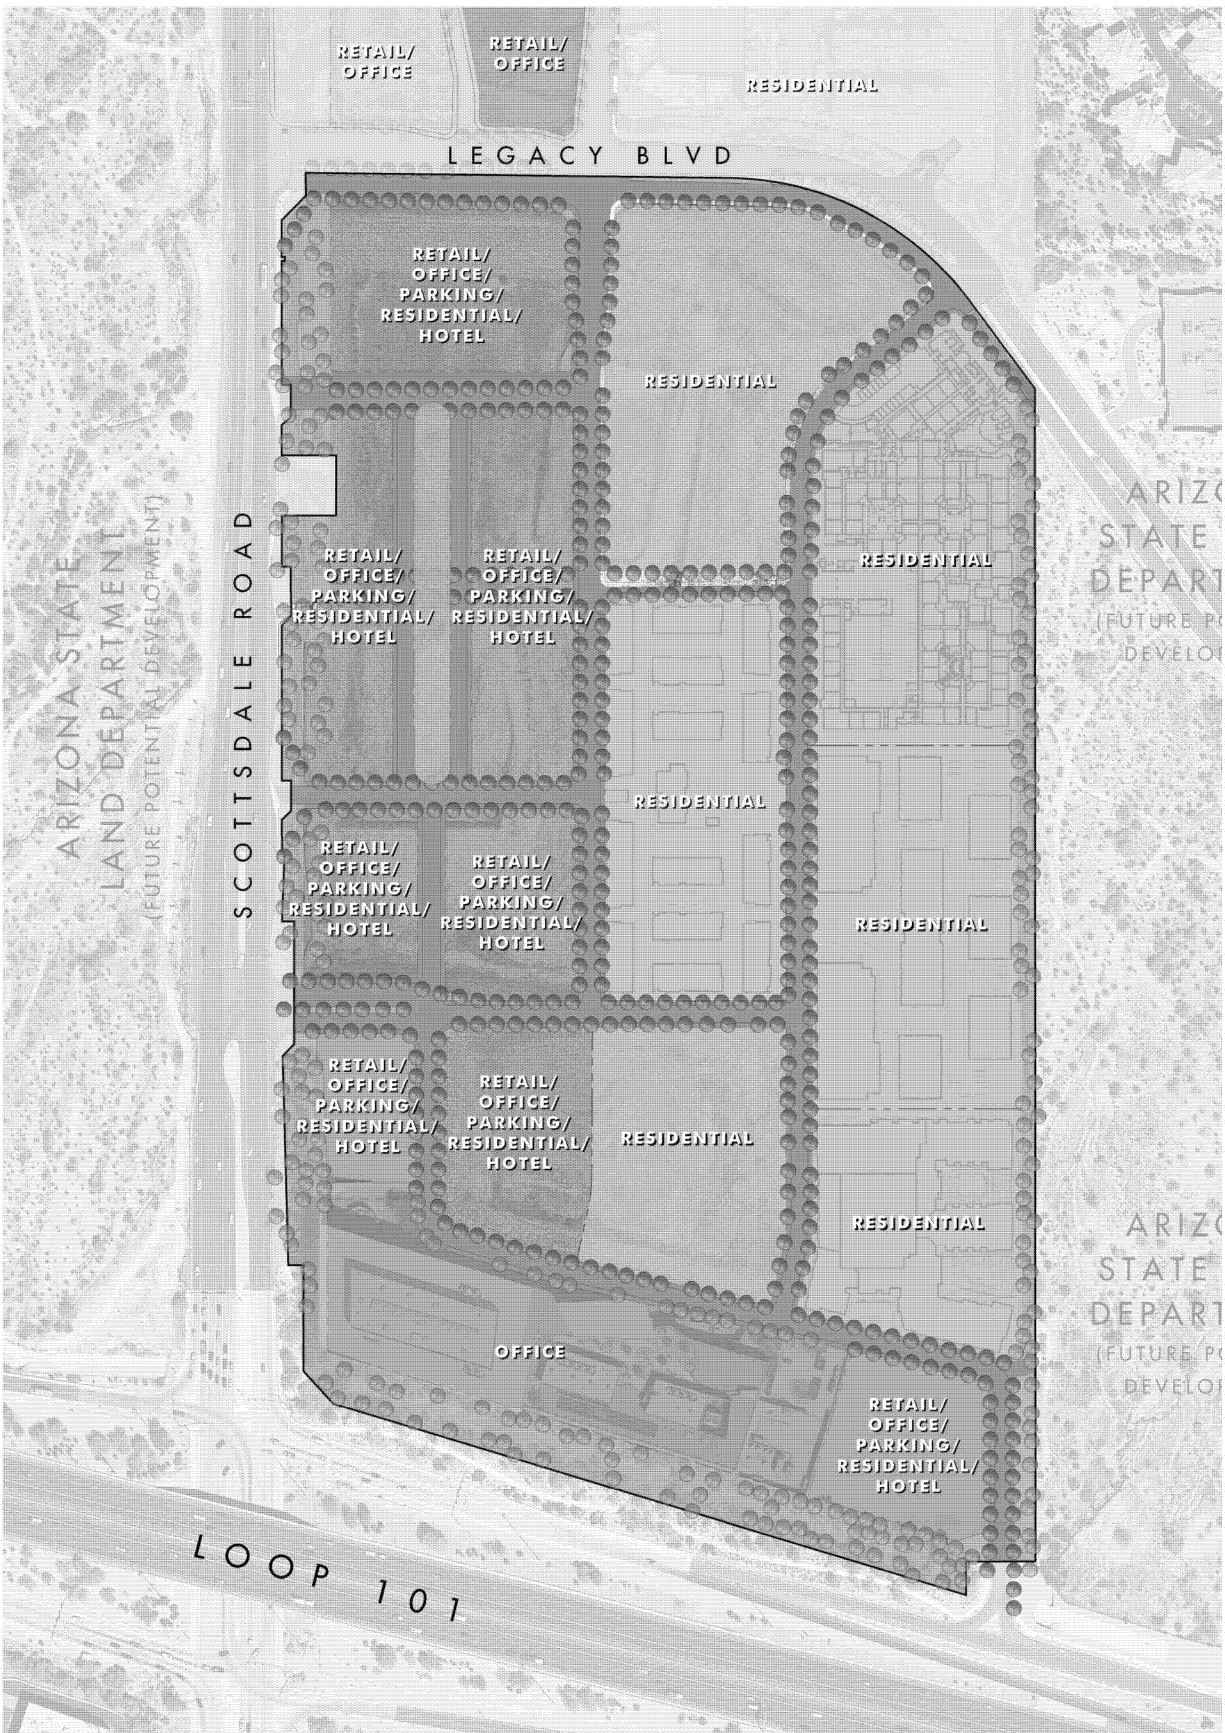 RETAIL/
OFFICE
RETAIL/
OFFICE
RESIDENTIAL
LEGACY BLVD
RETAIL/
OFFICE/
PARKING/
RESIDENTIAL/
HOTEL
RESIDENTIAL
RESIDENTIAL
RETAIL/
OFFICE/
PARKING/
RESIDENTIAL/
HOTEL
RETAIL/
OFFICE/
PARKING/
RESIDENTIAL/
HOTEL
SCOTTSDALE ROAD
ARIZONA STATE
LAND DEPARTMENT
(FUTURE POTENTIAL DEVELOPMENT)
ARIZO
STATE
DEPART
(FUTURE PO
DEVELOP
RESIDENTIAL
RETAIL/
OFFICE/
PARKING/
RESIDENTIAL/
HOTEL
RETAIL/
OFFICE/
PARKING/
RESIDENTIAL/
HOTEL
RESIDENTIAL
RETAIL/
OFFICE/
PARKING/
RESIDENTIAL/
HOTEL
RETAIL/
OFFICE/
PARKING/
RESIDENTIAL/
HOTEL
RESIDENTIAL
RESIDENTIAL
ARIZO
STATE
DEPART
(FUTURE PO
DEVELOP
OFFICE
RETAIL/
OFFICE/
PARKING/
RESIDENTIAL/
HOTEL
LOOP 101